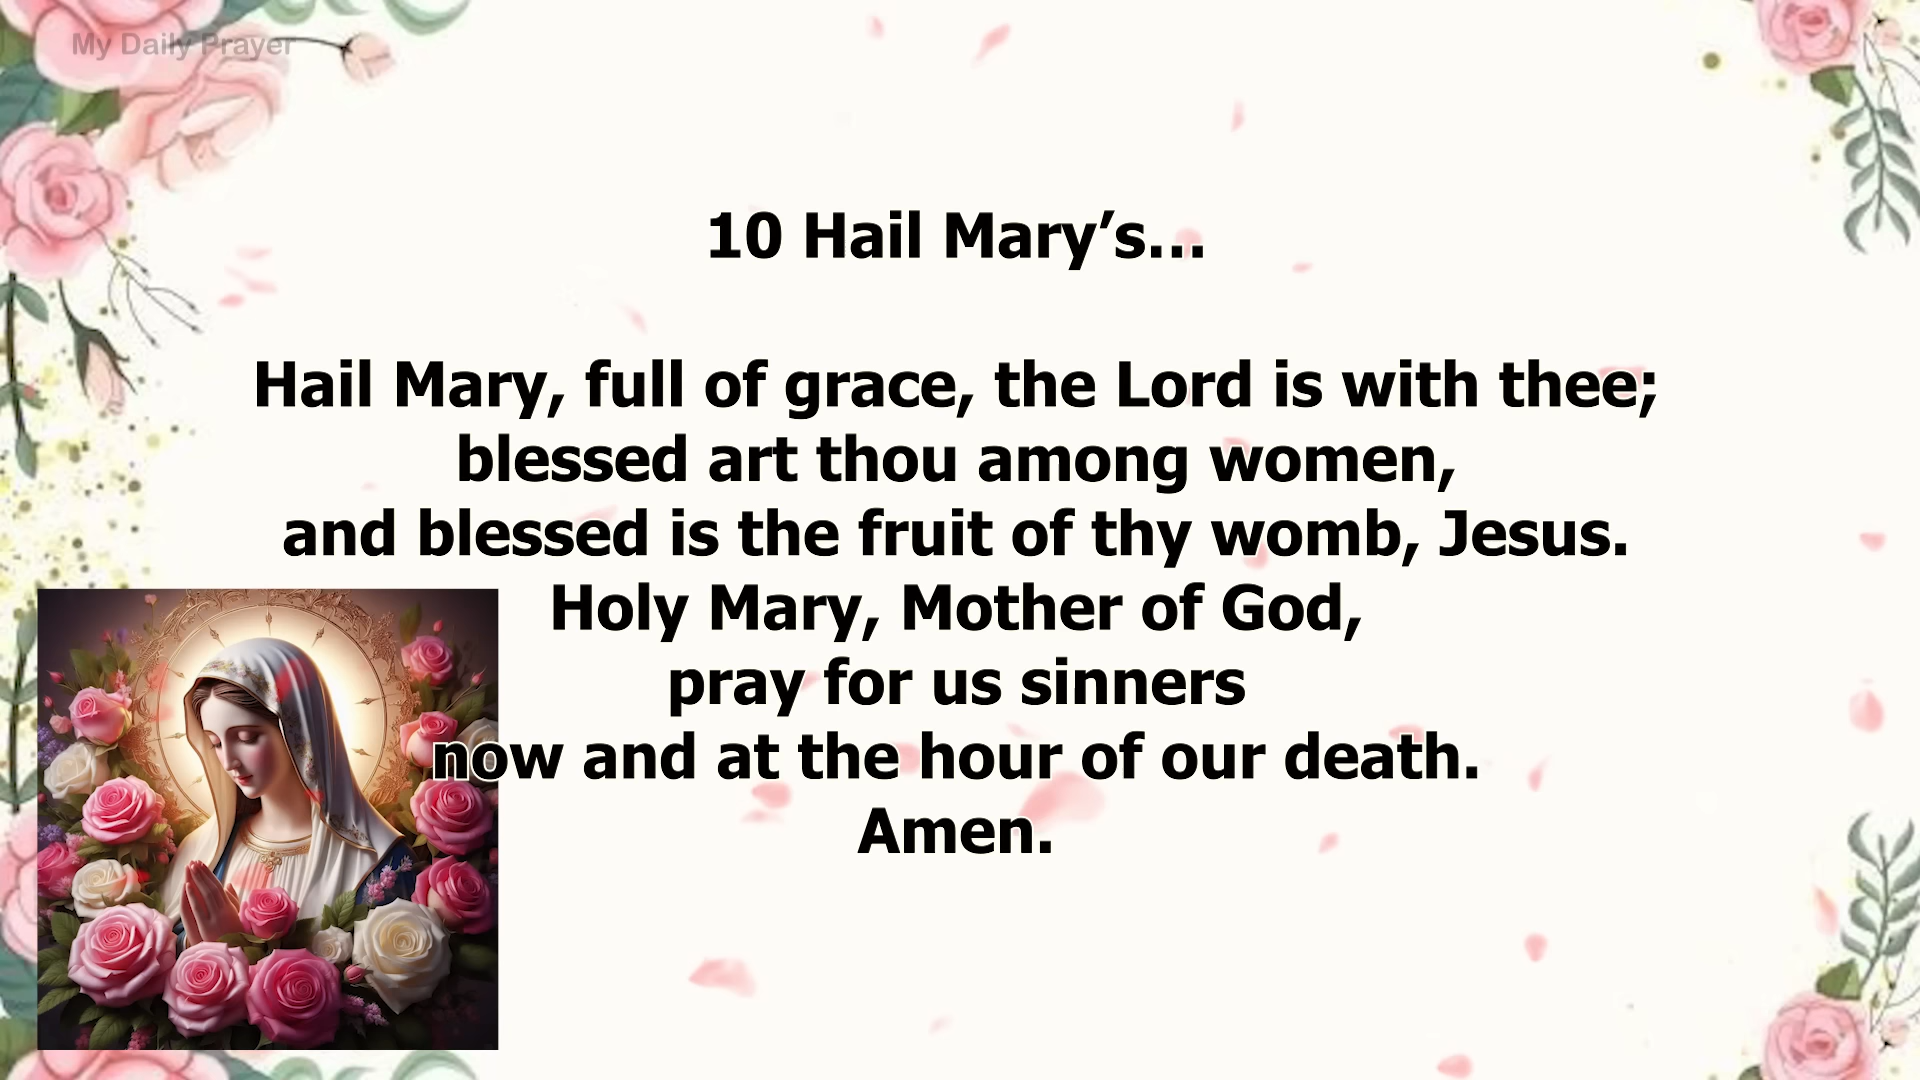 My Daily Prayer
10 Hail Mary’s...
Hail Mary, full of grace, the Lord is with thee;
blessed art thou among women,
and blessed is the fruit of thy womb, Jesus.
Holy Mary, Mother of God,
pray for us sinners
now and at the hour of our death.
Amen.